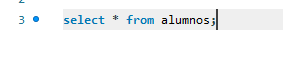 3 select * from alumnos;